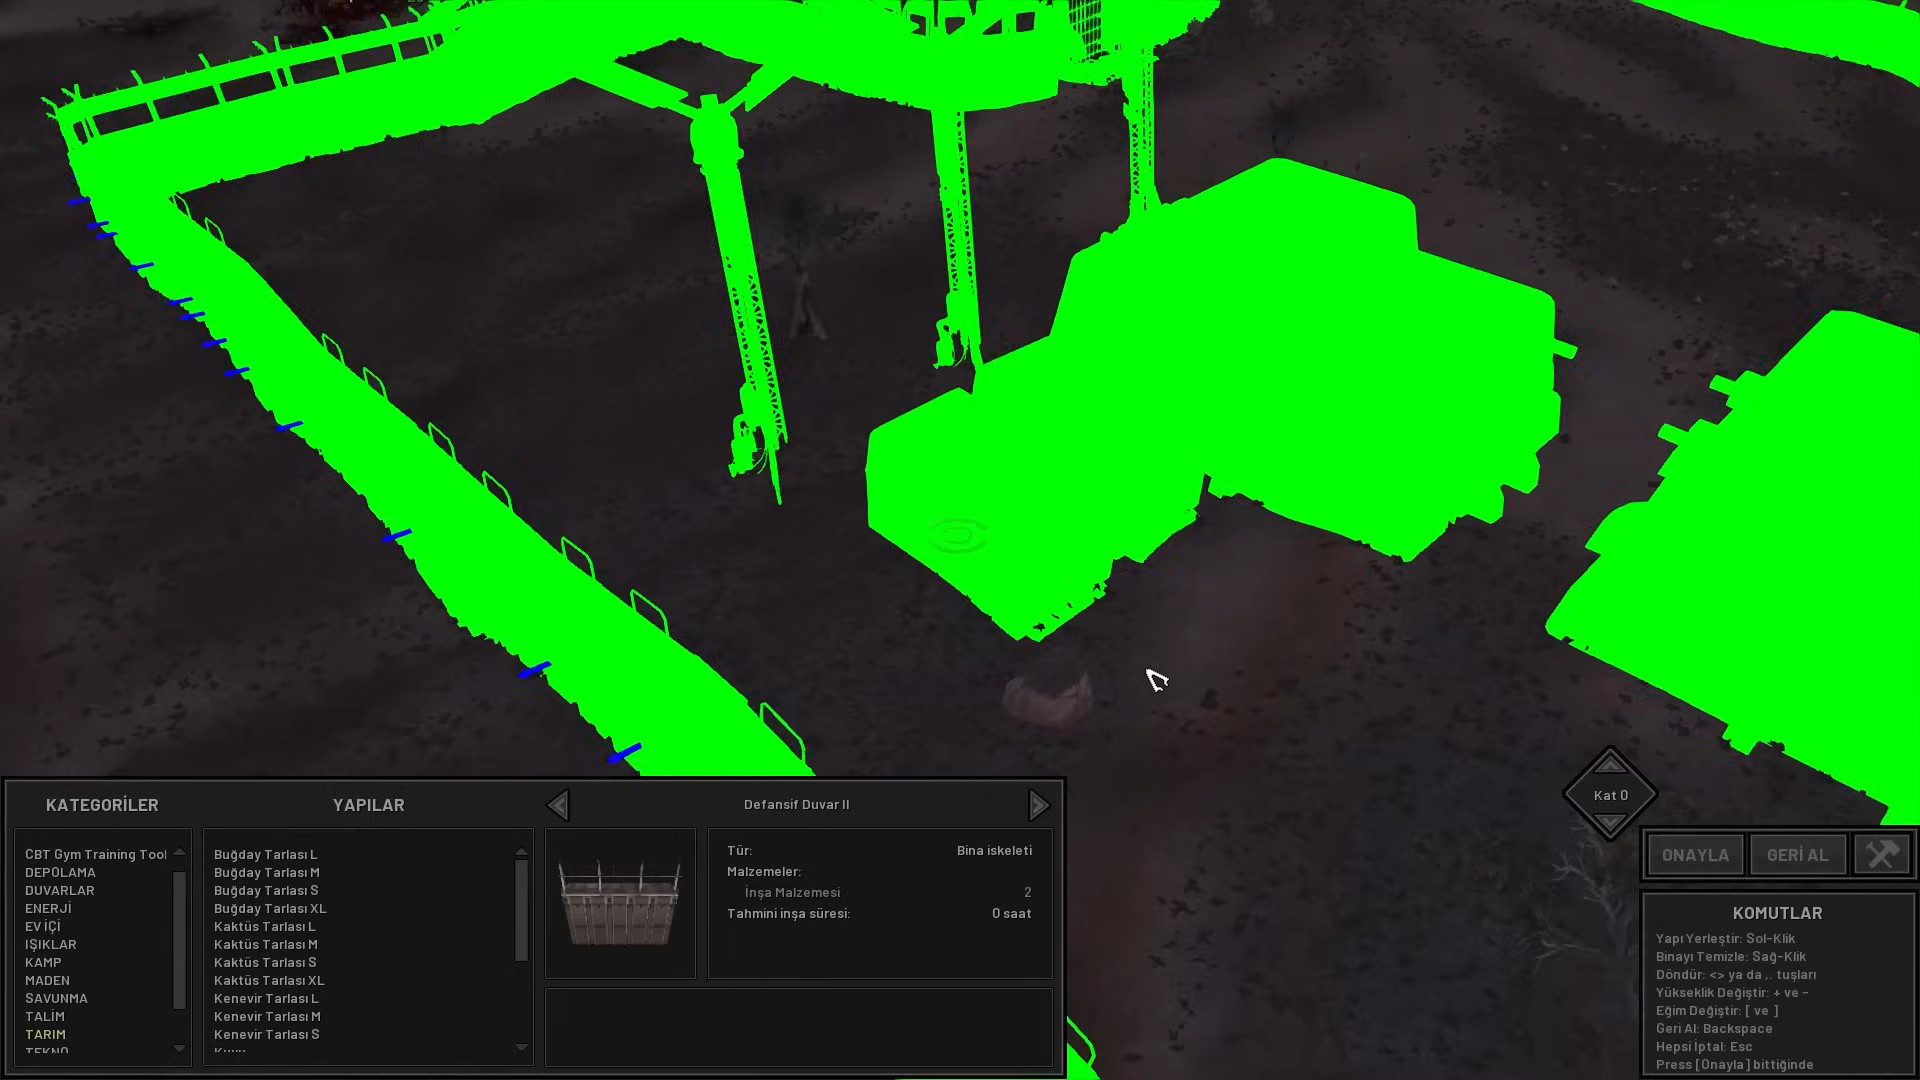 KATEGORİLER
YAPILAR
Defansif Duvar II
CBT Gym Training Tool
DEPOLAMA
DUVARLAR
ENERJİ
EV İÇİ
IŞIKLAR
KAMP
MADEN
SAVUNMA
TALİM
TARIM
TEKNO
Buğday Tarlası L
Buğday Tarlası M
Buğday Tarlası S
Buğday Tarlası XL
Kaktüs Tarlası L
Kaktüs Tarlası M
Kaktüs Tarlası S
Kaktüs Tarlası XL
Kenevir Tarlası L
Kenevir Tarlası M
Kenevir Tarlası S
Tür: Bina iskeleti
Malzemeler:
İnşa Malzemesi 2
Tahmini inşa süresi: 0 saat
Kat 0
ONAYLA
GERİ AL
KOMUTLAR
Yapı Yerleştir: Sol-Klik
Binayı Temizle: Sağ-Klik
Döndür: <> ya da ,. tuşları
Yükseklik Değiştir: + ve -
Eğim Değiştir: [ ve ]
Geri Al: Backspace
Hepsi İptal: Esc
Press [Onayla] bittiğinde